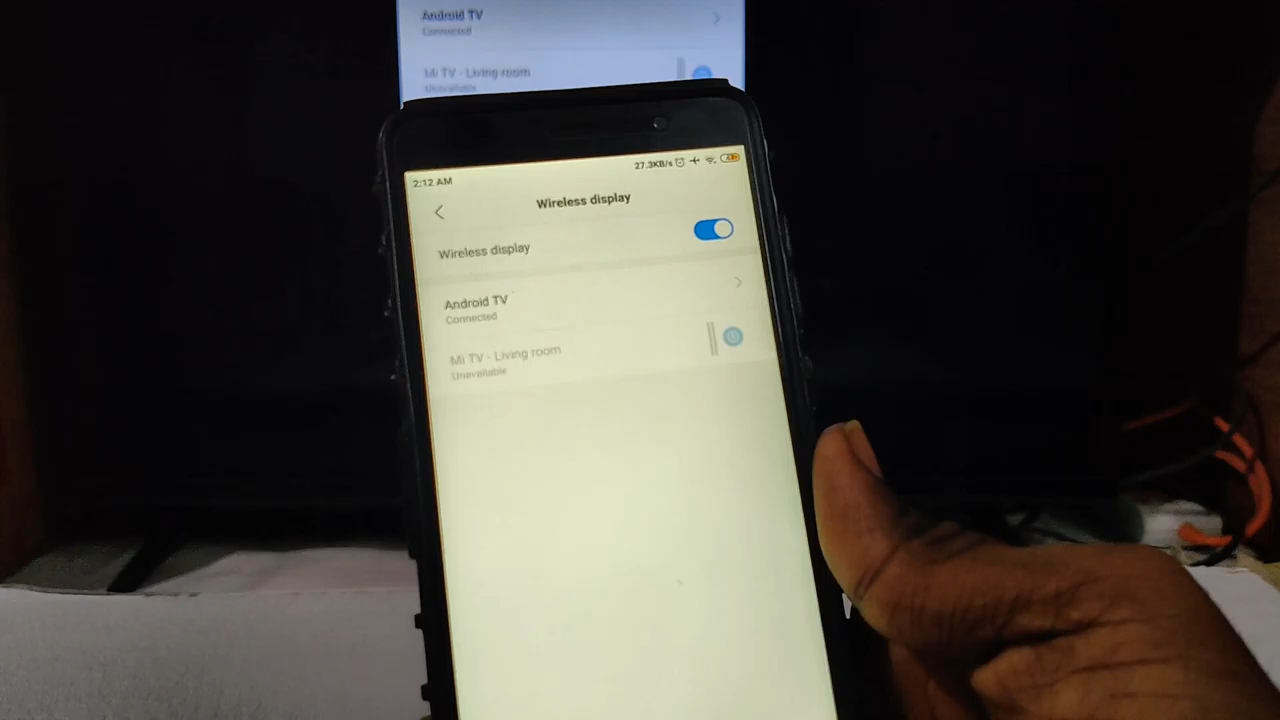 Android TV
Connected
Mi TV - Living room
Unavailable
27.3KB/s
2:12 AM
Wireless display
Wireless display
Android TV
Connected
Mi TV - Living room
Unavailable